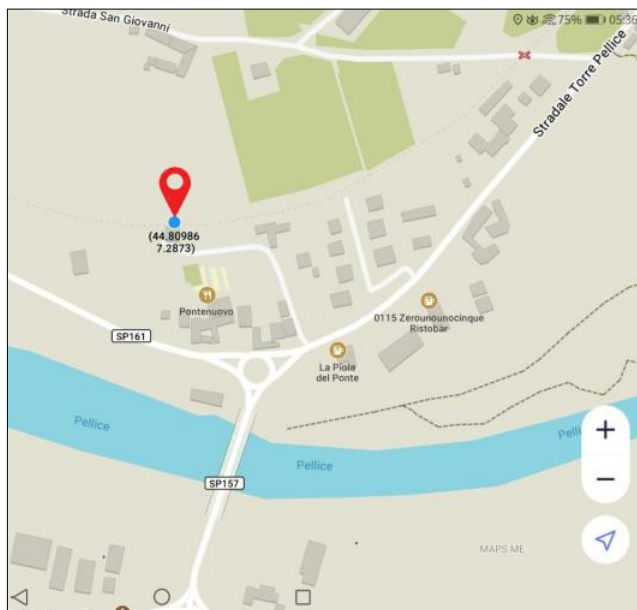 Strada San Giovanni
75% 05:36
Stradale Torre Pellice
(44.80986
7.2873)
Pontenuovo
0115 Zerounounocinque
Ristobar
SP161
La Piola
del Ponte
Pellice
Pelli
Pellice
SP157
MAPS.ME